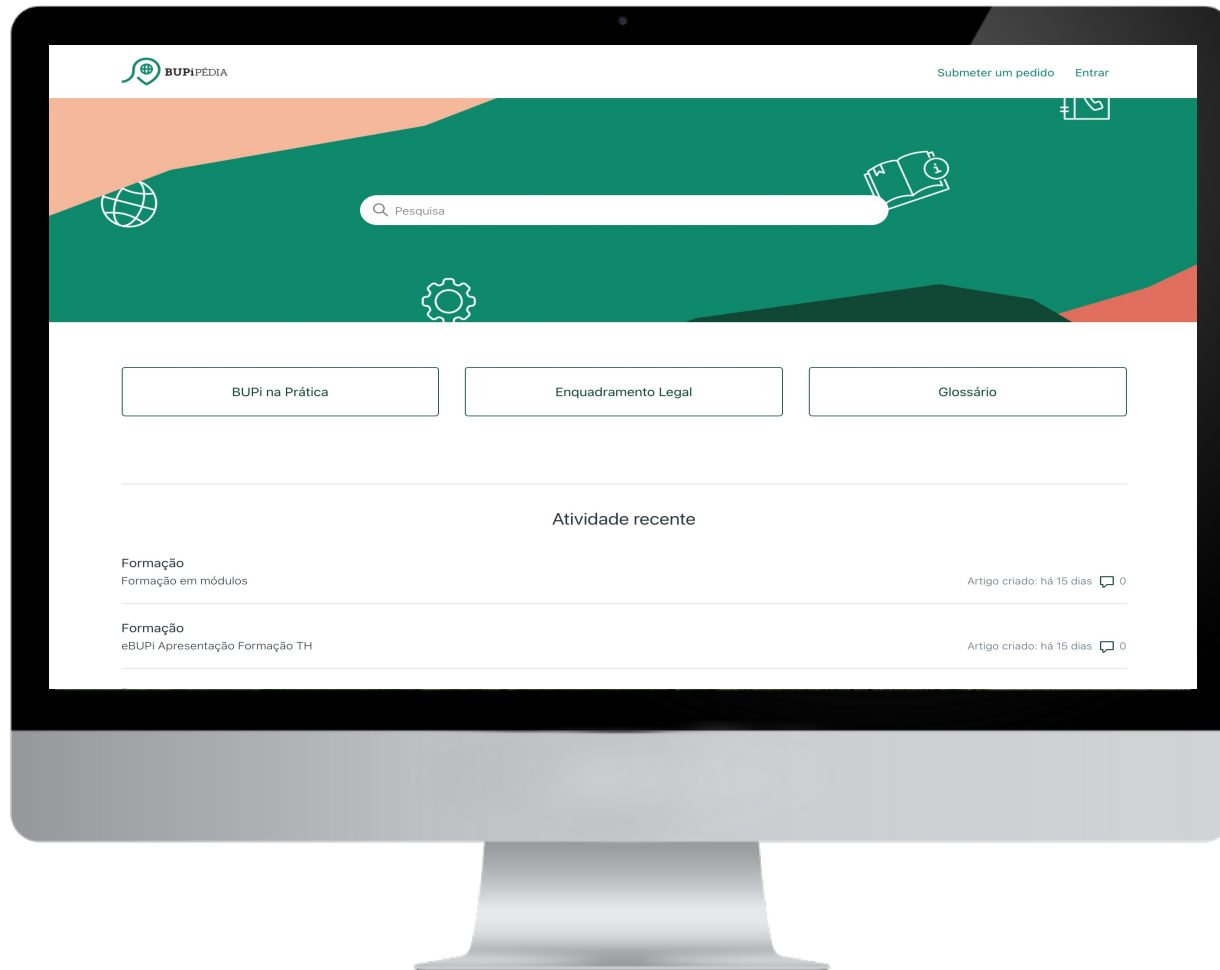 BUPiPÉDIA
Submeter um pedido Entrar
Pesquisa
BUPi na Prática Enquadramento Legal Glossário
Atividade recente
Formação
Formação em módulos Artigo criado: há 15 dias 0
Formação
eBUPi Apresentação Formação TH Artigo criado: há 15 dias 0